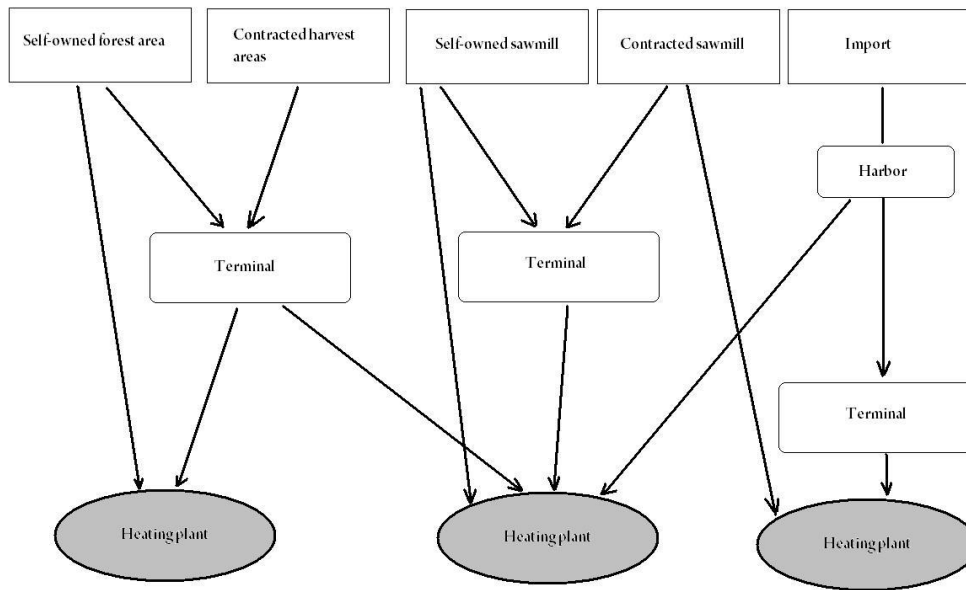 Self-owned forest area
Contracted harvest
areas
Self-owned sawmill
Contracted sawmill
Import
Harbor
Terminal
Terminal
Terminal
Heating plant
Heating plant
Heating plant